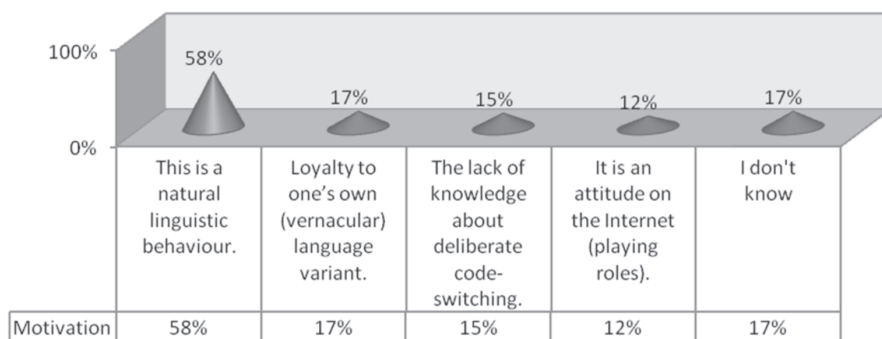 100%
0%
58%
17%
15%
12%
17%
This is a
natural
linguistic
behaviour.
Loyalty to
one's own
(vernacular)
language
variant.
The lack of
knowledge
about
deliberate
code-
switching.
It is an
attitude on
the Internet
(playing
roles).
I don't
know
Motivation 58% 17% 15% 12% 17%